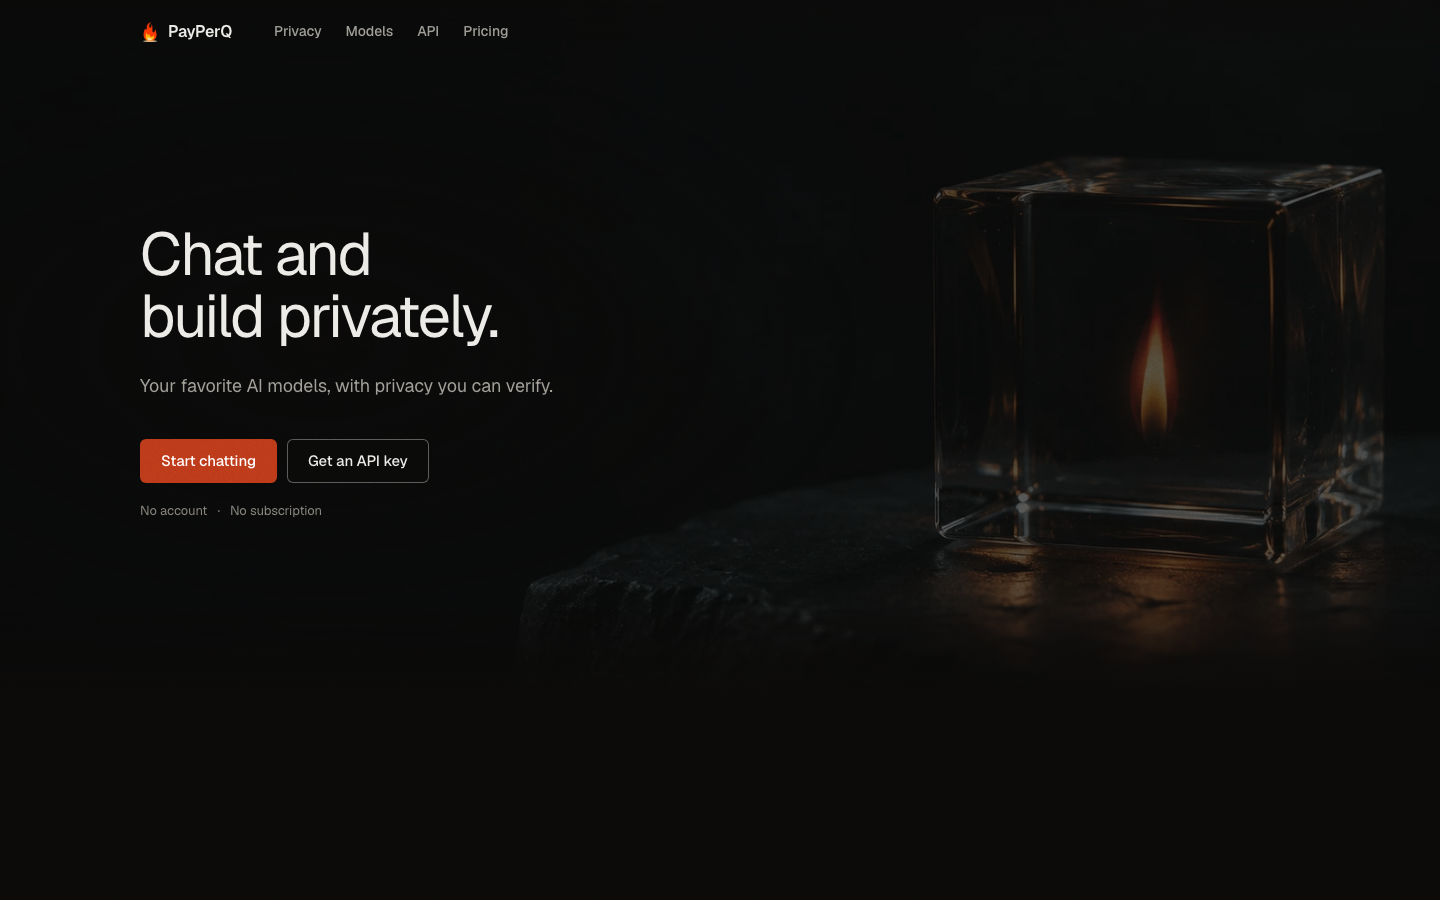 PayPerQ
Privacy
Models
API
Pricing
Chat and
build privately.
Your favorite AI models, with privacy you can verify.
Start chatting
Get an API key
No account · No subscription